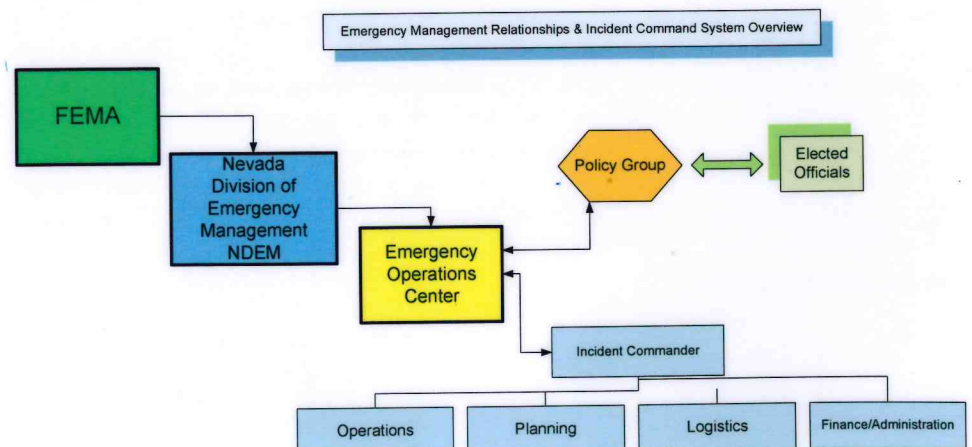 Emergency Management Relationships & Incident Command System Overview
FEMA
Nevada
Division of
Emergency
Management
NDEM
Policy Group
Elected
Officials
Emergency
Operations
Center
Incident Commander
Operations
Planning
Logistics
Finance/Administration